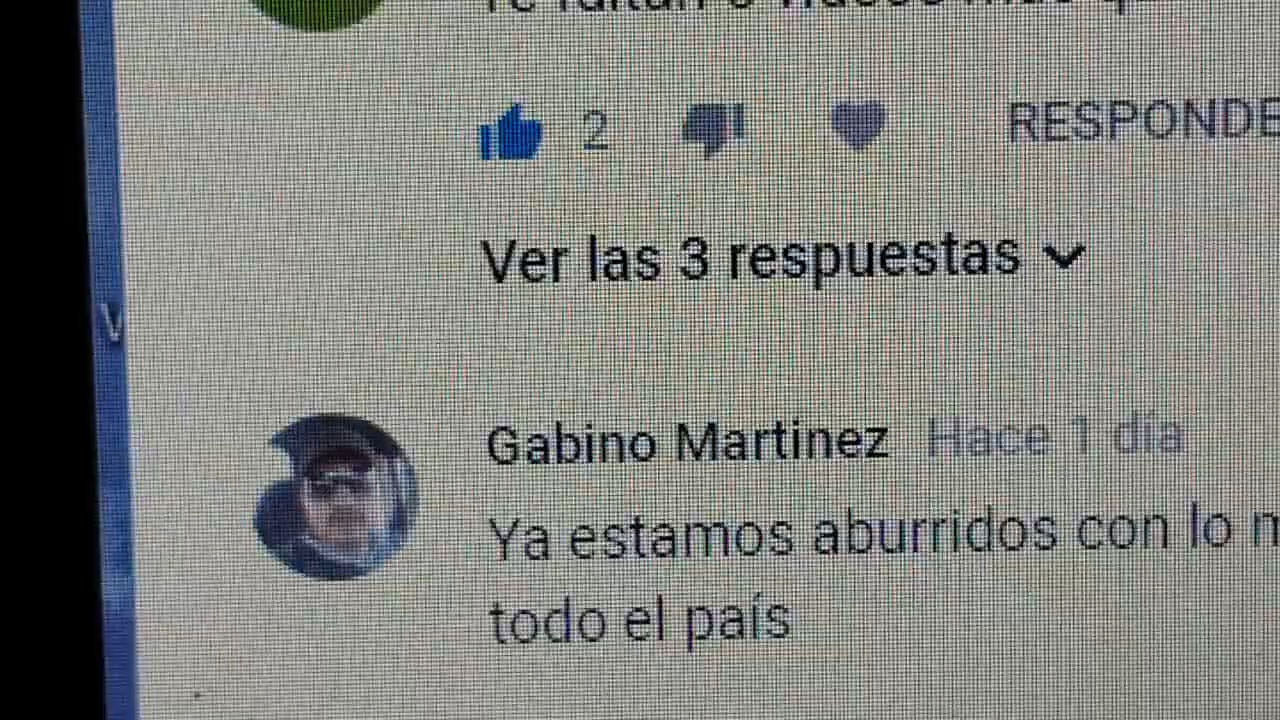 2
RESPONDE
Ver las 3 respuestas
V
Gabino Martinez Hace 1 día
Ya estamos aburridos con lo
todo el país